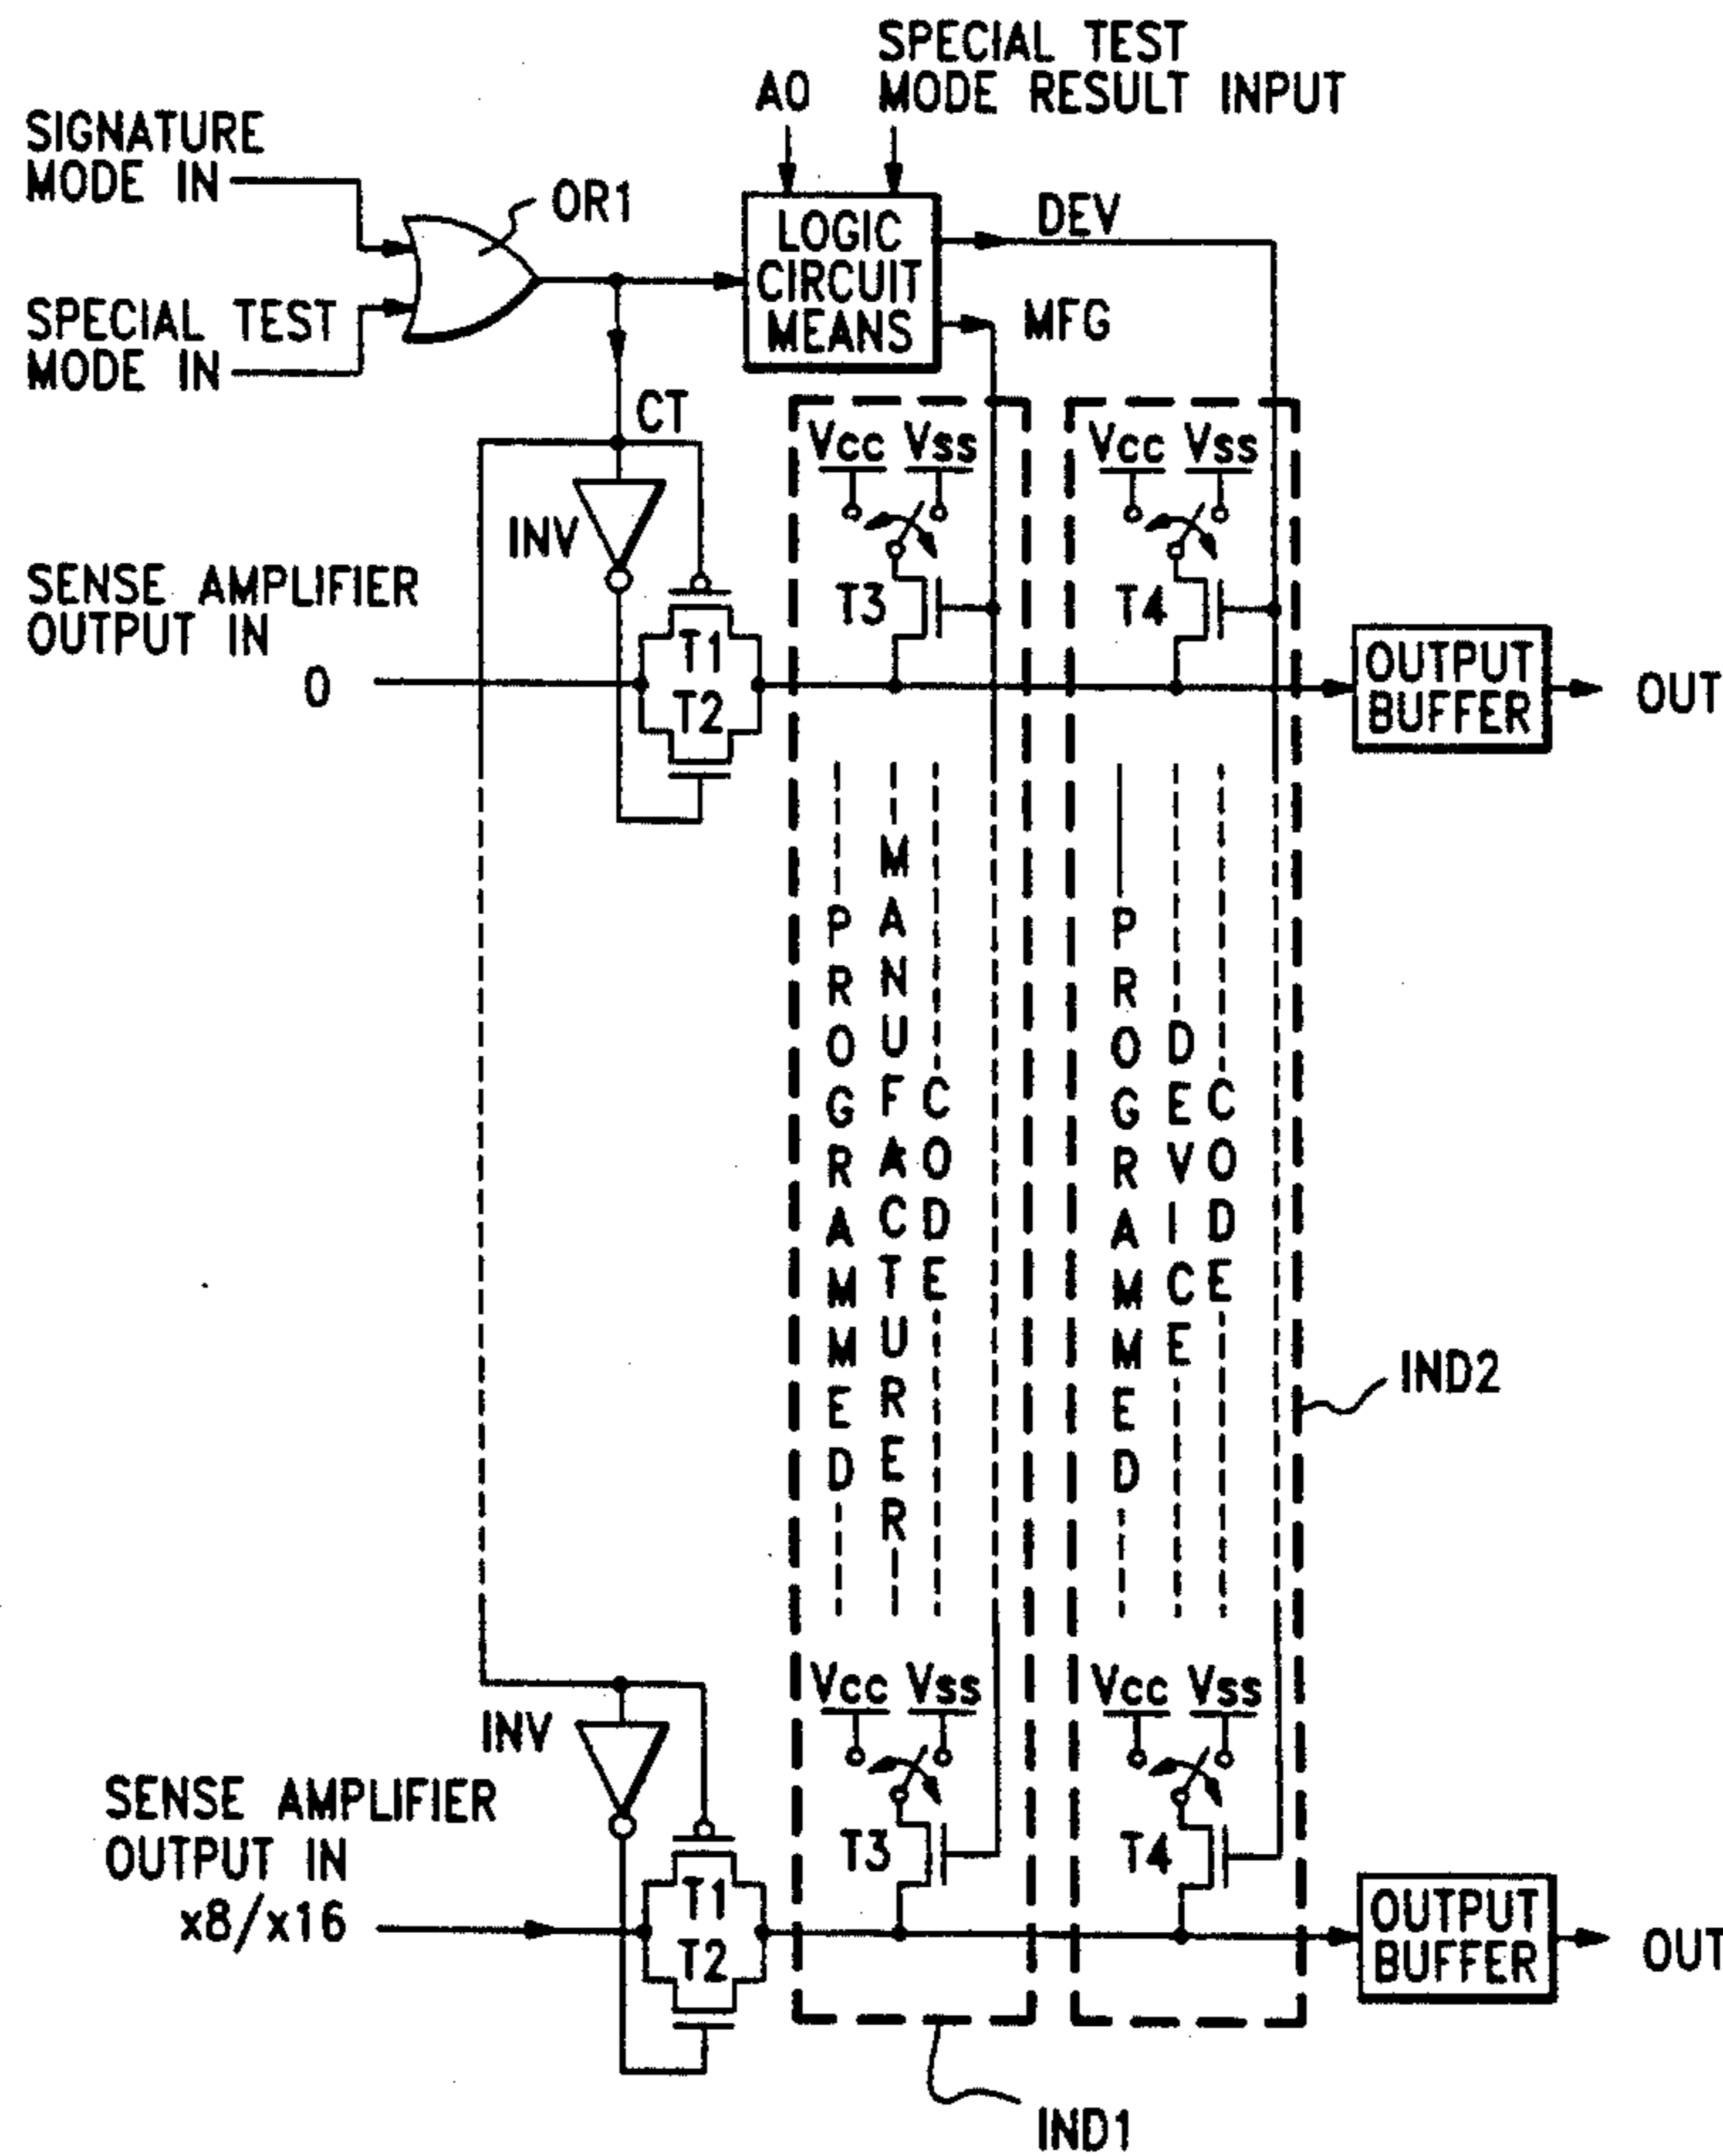 SPECIAL TEST
MODE RESULT INPUT
A0
SIGNATURE
MODE IN
OR1
SPECIAL TEST
MODE IN
LOGIC
CIRCUIT
MEANS
DEV
MFG
CT
Vcc Vss
Vcc Vss
INV
SENSE AMPLIFIER
OUTPUT IN
0
T1
T2
T3
T4
OUTPUT
BUFFER
OUT
PROGRAMMED
MANUFACTURER
CODE
PROGRAMMED
DEVICE
CODE
IND2
Vcc Vss
Vcc Vss
INV
SENSE AMPLIFIER
OUTPUT IN
x8/x16
T1
T2
T3
T4
OUTPUT
BUFFER
OUT
IND1